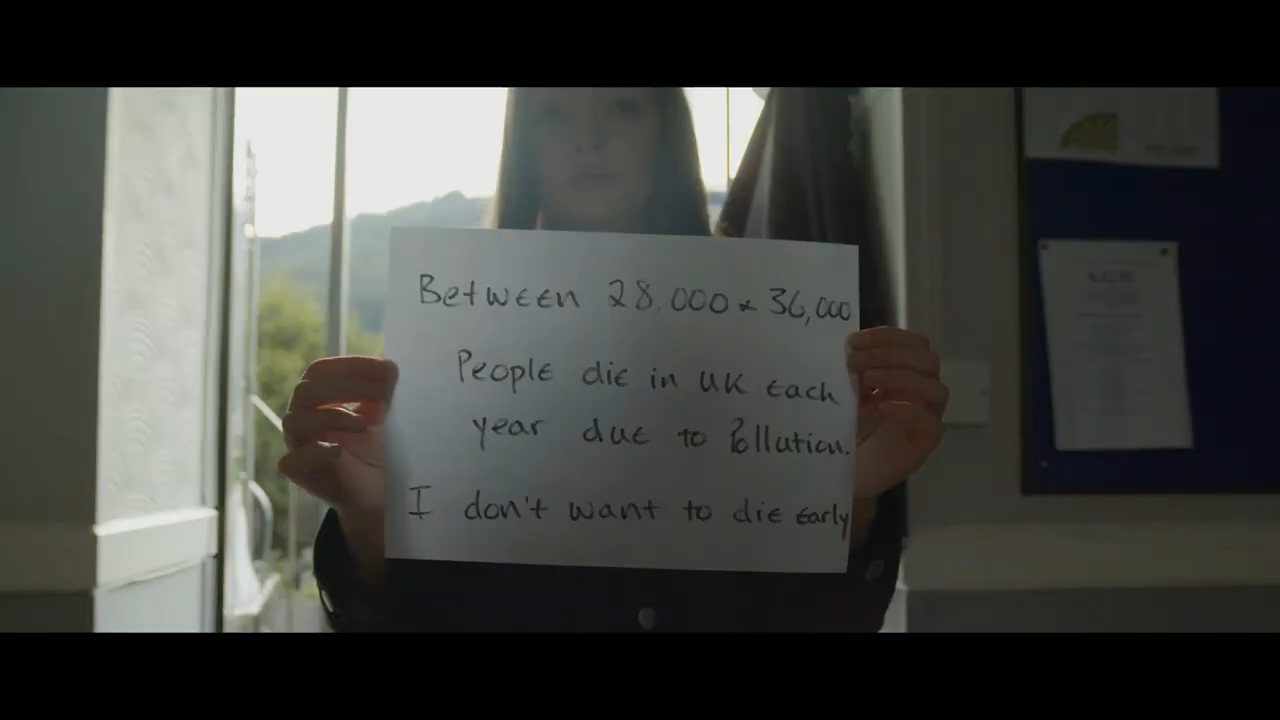 Between 28,000 & 36,000
People die in UK each
year due to Pollution.
I don't want to die early